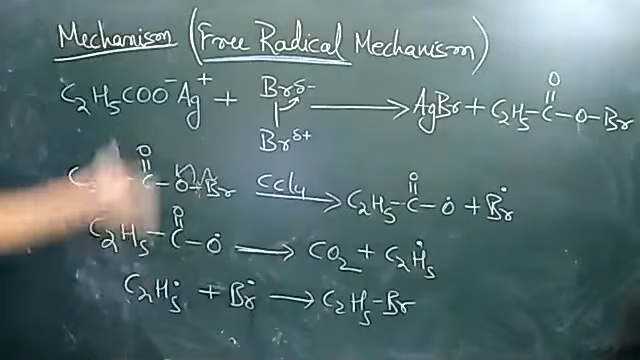 Mechanism (Free Radical Mechanism)
C₂H₅COO⁻Ag⁺ + Brδ⁻ ⟶ AgBr + C₂H₅-C-O-Br
O
||
Brδ⁺
O
||
C -C-O-Br CCl₄ ⟶ C₂H₅-C-Ȯ + Ḃr
O
||
O
||
C₂H₅-C-Ȯ ⟶ CO₂ + C₂Ḣ₅
O
||
C₂H₅• + Ḃr ⟶ C₂H₅-Br